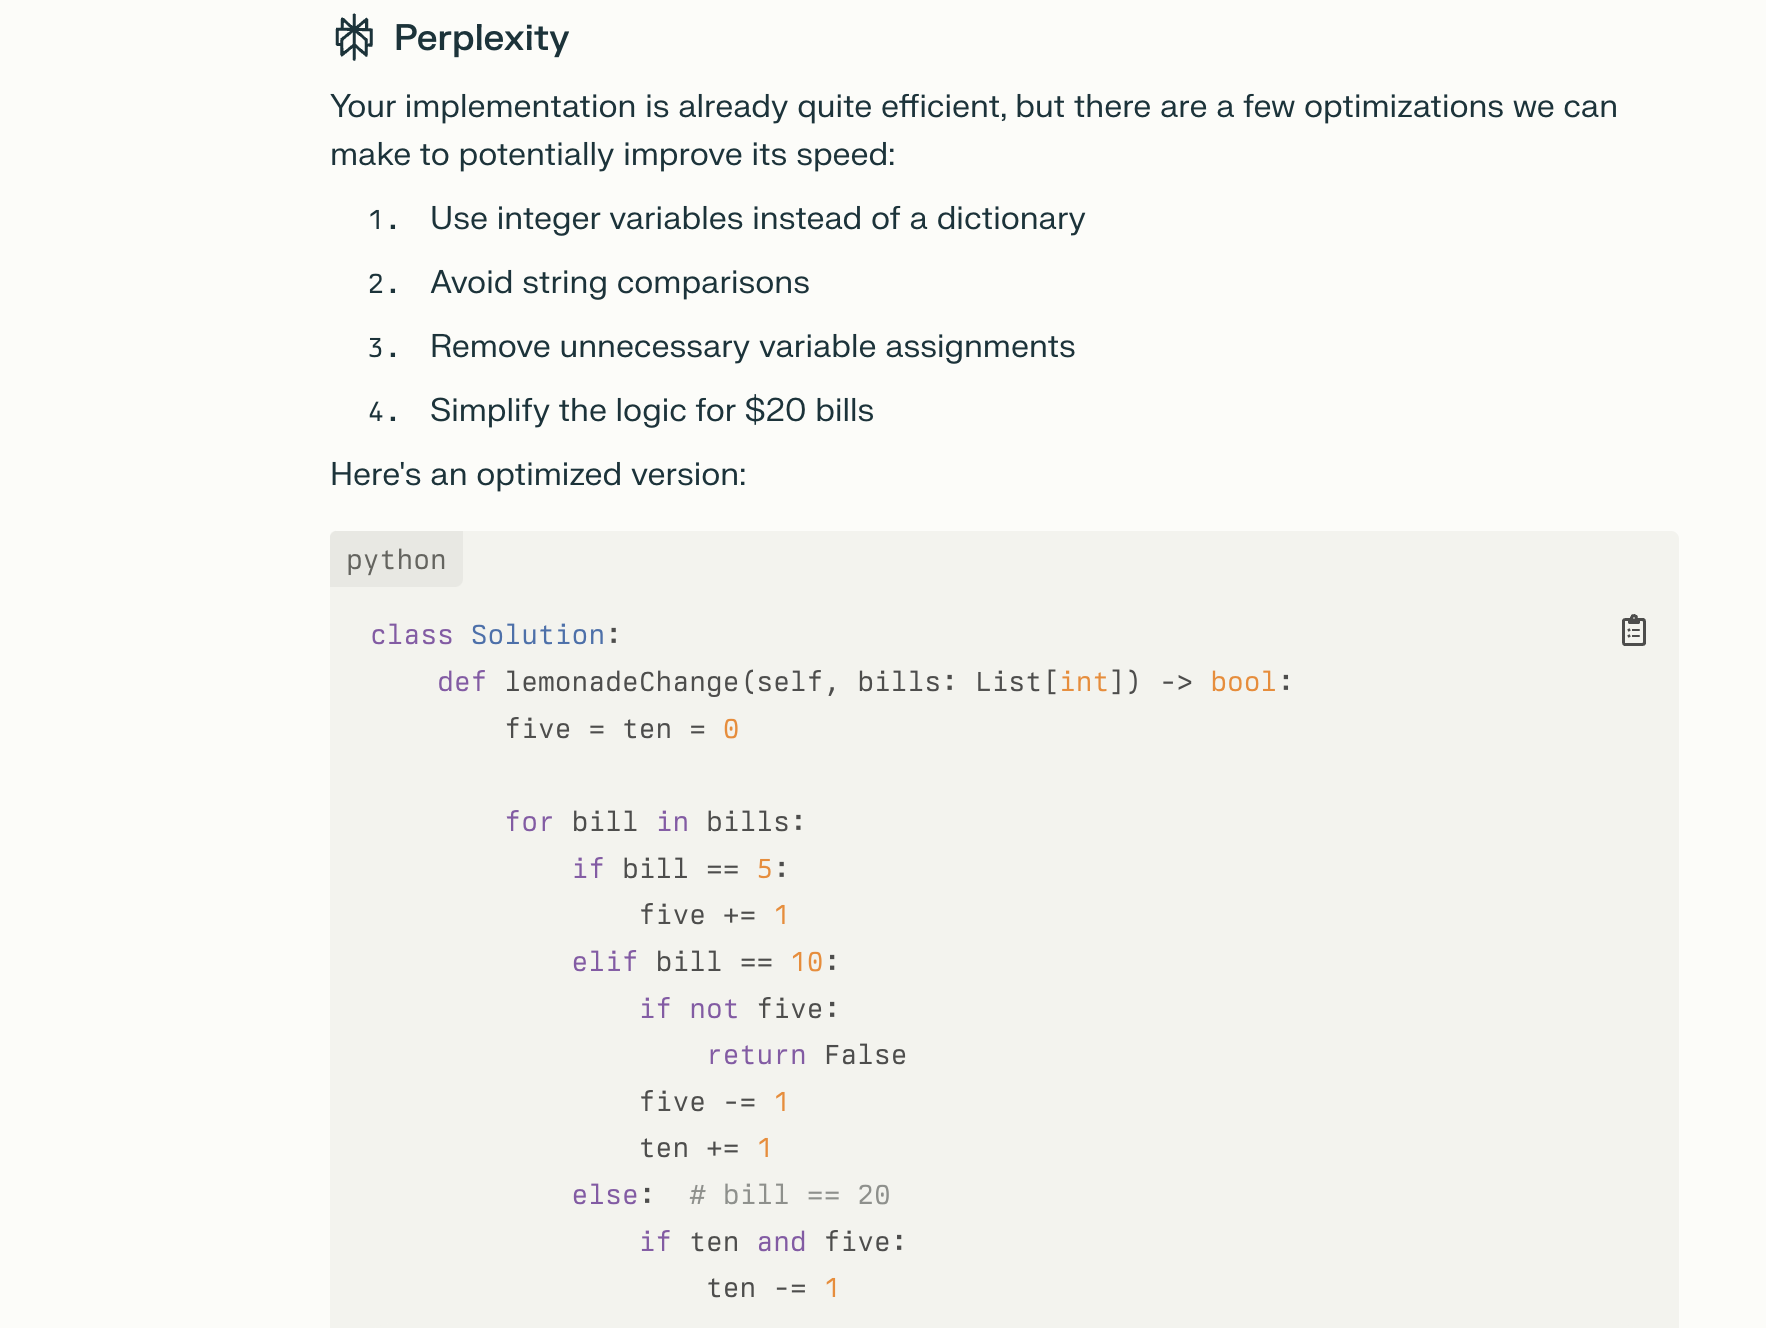 Perplexity
Your implementation is already quite efficient, but there are a few optimizations we can
make to potentially improve its speed:
1. Use integer variables instead of a dictionary
2. Avoid string comparisons
3. Remove unnecessary variable assignments
4. Simplify the logic for $20 bills
Here's an optimized version:
python
class Solution:
    def lemonadeChange(self, bills: List[int]) -> bool:
        five = ten = 0

        for bill in bills:
            if bill == 5:
                five += 1
            elif bill == 10:
                if not five:
                    return False
                five -= 1
                ten += 1
            else:  # bill == 20
                if ten and five:
                    ten -= 1